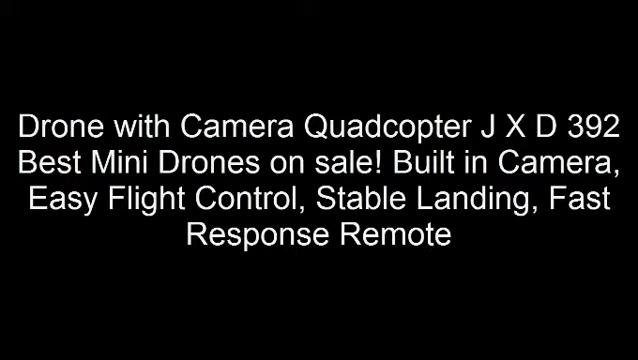 Drone with Camera Quadcopter J X D 392
Best Mini Drones on sale! Built in Camera,
Easy Flight Control, Stable Landing, Fast
Response Remote